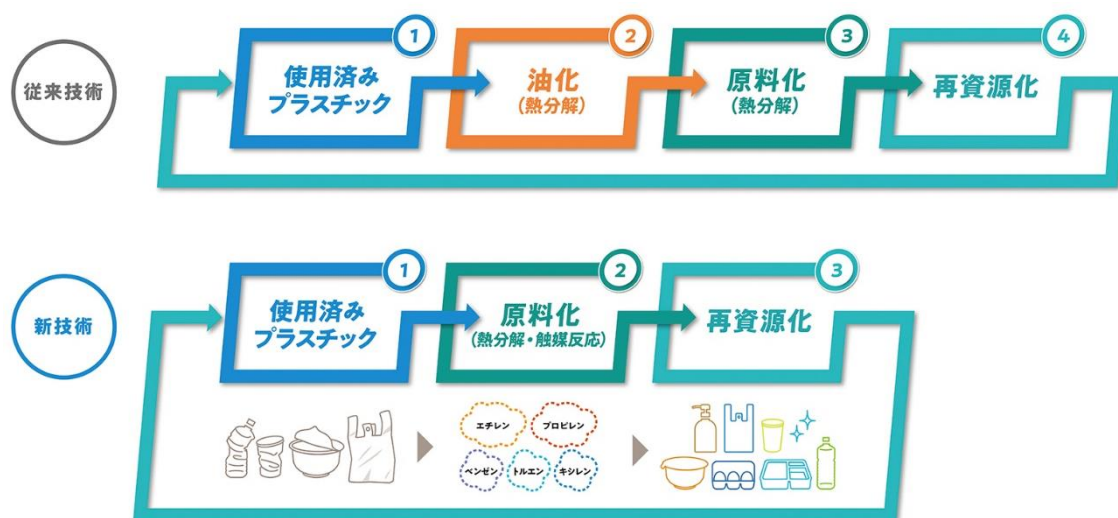 従来技術
1
使用済み
プラスチック
2
油化
(熱分解)
3
原料化
(熱分解)
4
再資源化
新技術
1
使用済み
プラスチック
2
原料化
(熱分解・触媒反応)
3
再資源化
エチレン
プロピレン
ベンゼン
トルエン
キシレン